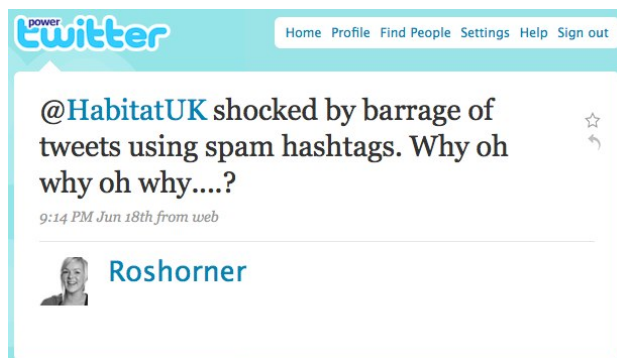 power
twitter
Home Profile Find People Settings Help Sign out
@HabitatUK shocked by barrage of
tweets using spam hashtags. Why oh
why oh why....?
9:14 PM Jun 18th from web
Roshorner